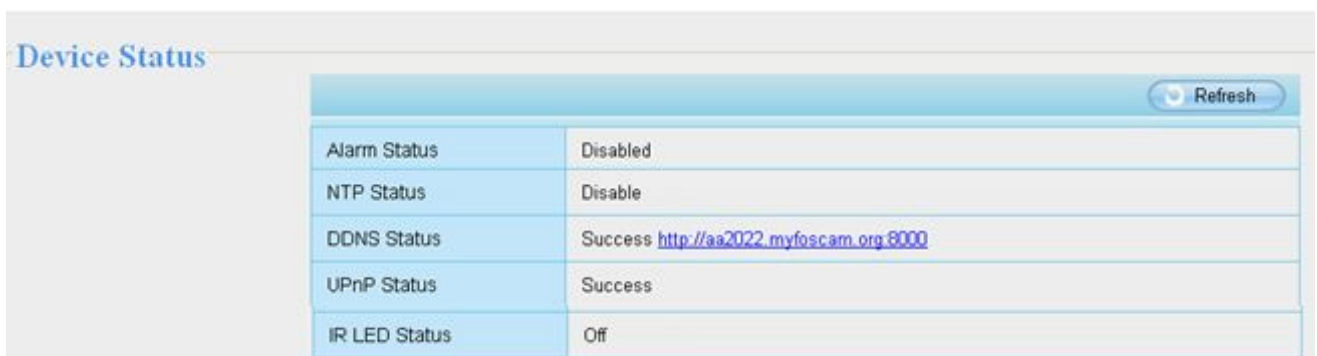 Device Status
Refresh
Alarm Status Disabled
NTP Status Disable
DDNS Status Success http://aa2022.myfoscam.org:8000
UPnP Status Success
IR LED Status Off